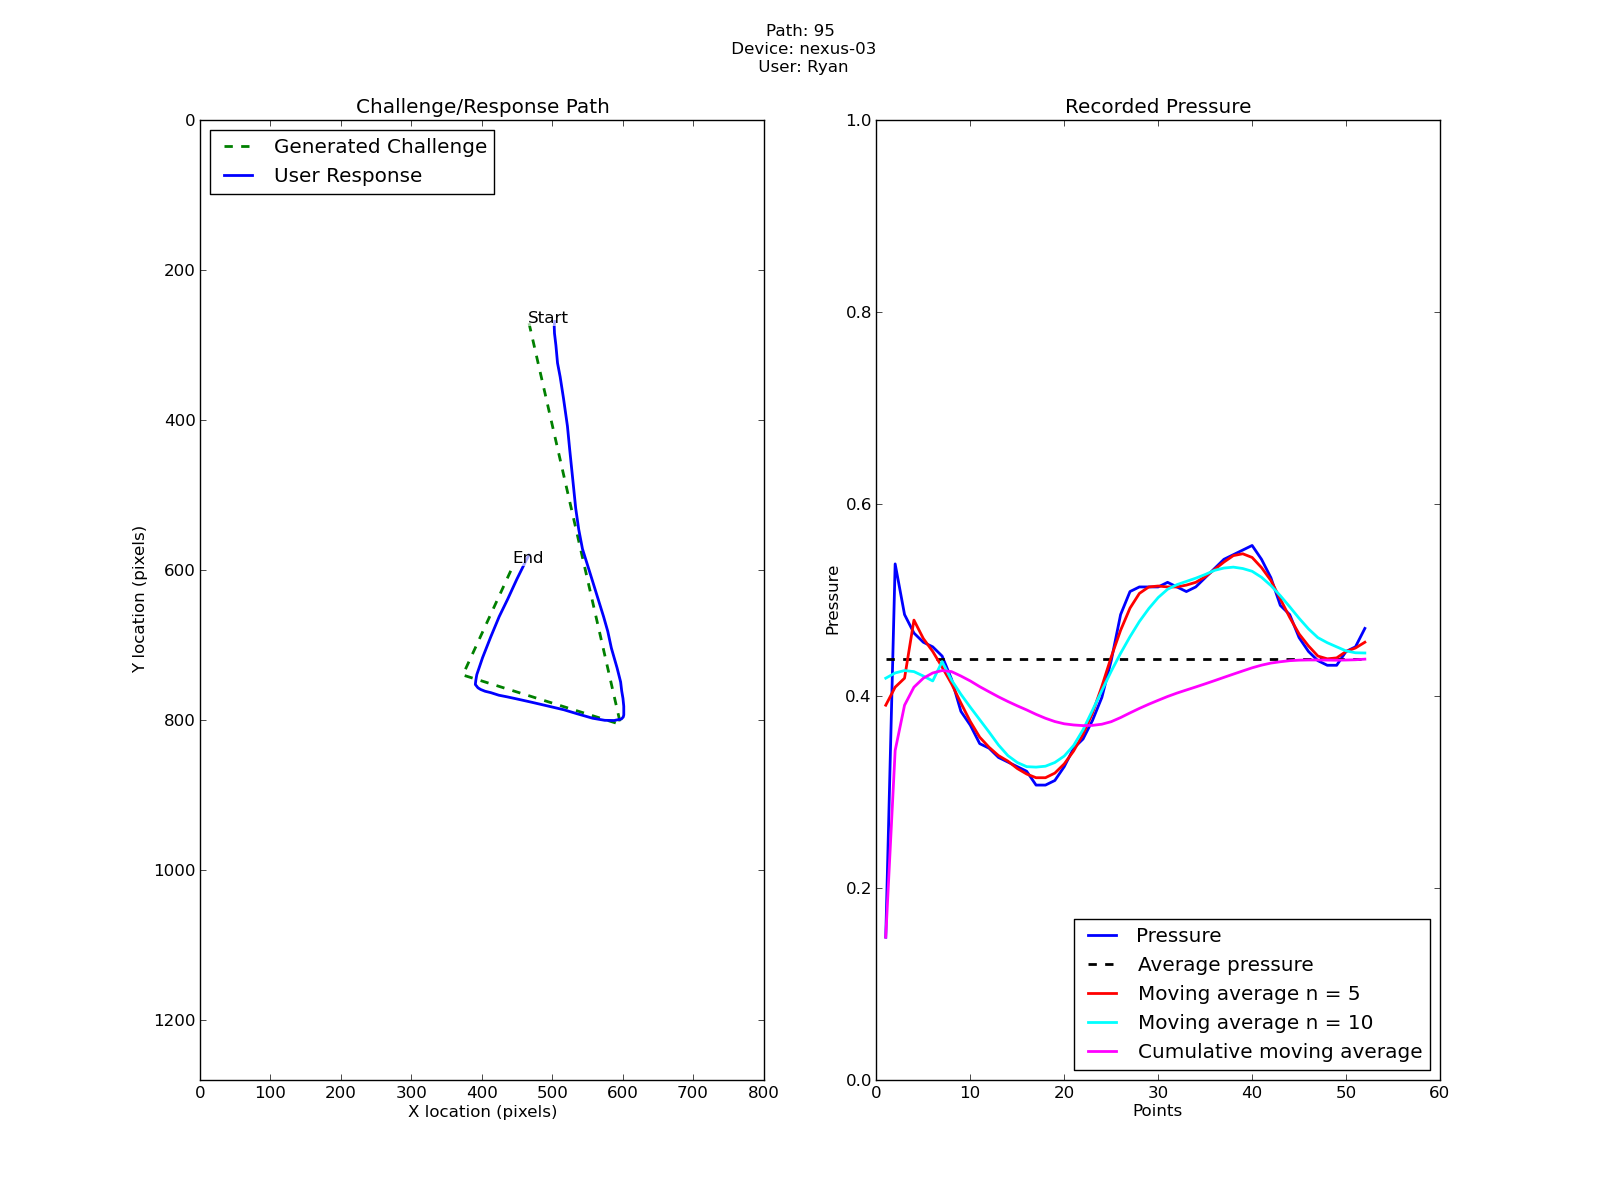 Path: 95
Device: nexus-03
User: Ryan
Challenge/Response Path
Generated Challenge
User Response
Start
End
0
200
400
600
800
1000
1200
Y location (pixels)
0 100 200 300 400 500 600 700 800
X location (pixels)
Recorded Pressure
1.0
0.8
0.6
0.4
0.2
0.0
Pressure
Pressure
Average pressure
Moving average n = 5
Moving average n = 10
Cumulative moving average
0 10 20 30 40 50 60
Points